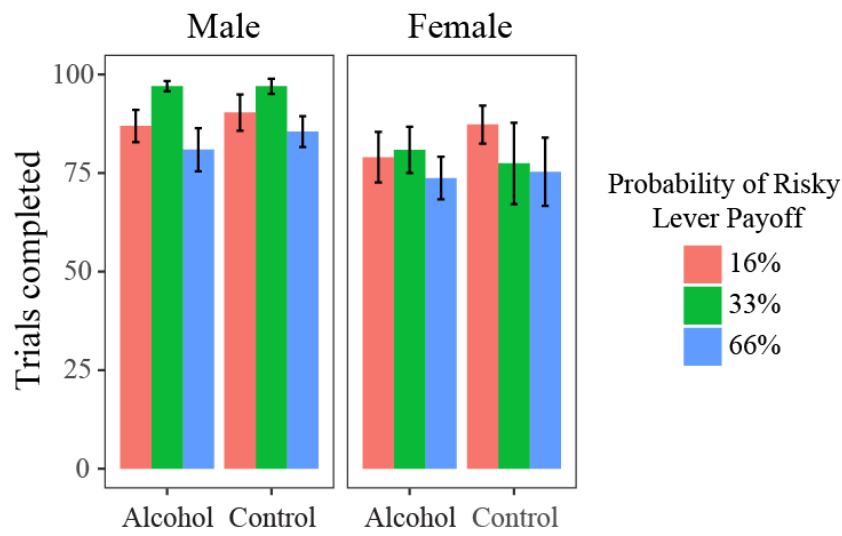 Male
Female
Trials completed
100
75
50
25
0
Alcohol Control
Alcohol Control
Probability of Risky
Lever Payoff
16%
33%
66%